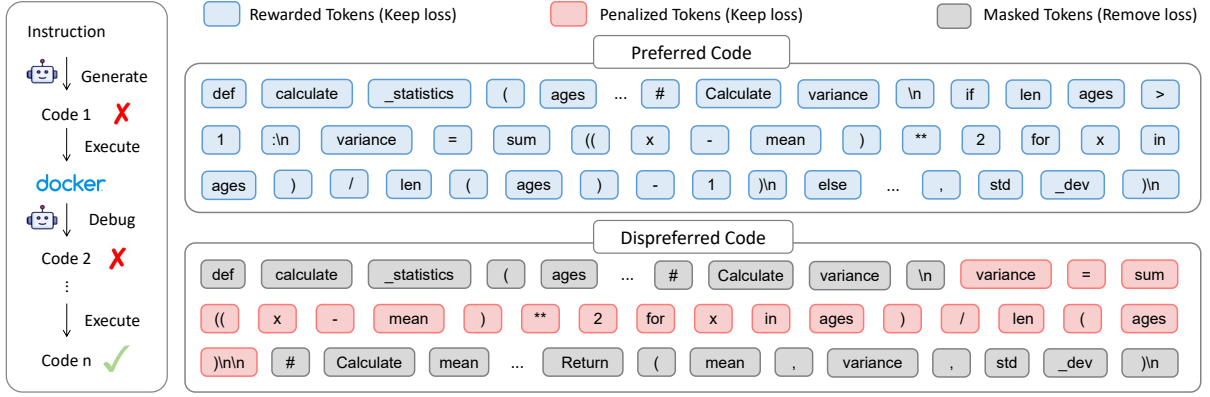 Rewarded Tokens (Keep loss) Penalized Tokens (Keep loss) Masked Tokens (Remove loss)
Instruction
Generate
Code 1
Execute
docker
Debug
Code 2
⋮
Execute
Code n
Preferred Code
def calculate _statistics ( ages ... # Calculate variance \n if len ages >
1 :\n variance = sum (( x - mean ) ** 2 for x in
ages ) / len ( ages ) - 1 )\n else ... , std _dev )\n
Dispreferred Code
def calculate _statistics ( ages ... # Calculate variance \n variance = sum
(( x - mean ) ** 2 for x in ages ) / len ( ages
)\n\n # Calculate mean ... Return ( mean , variance , std _dev )\n